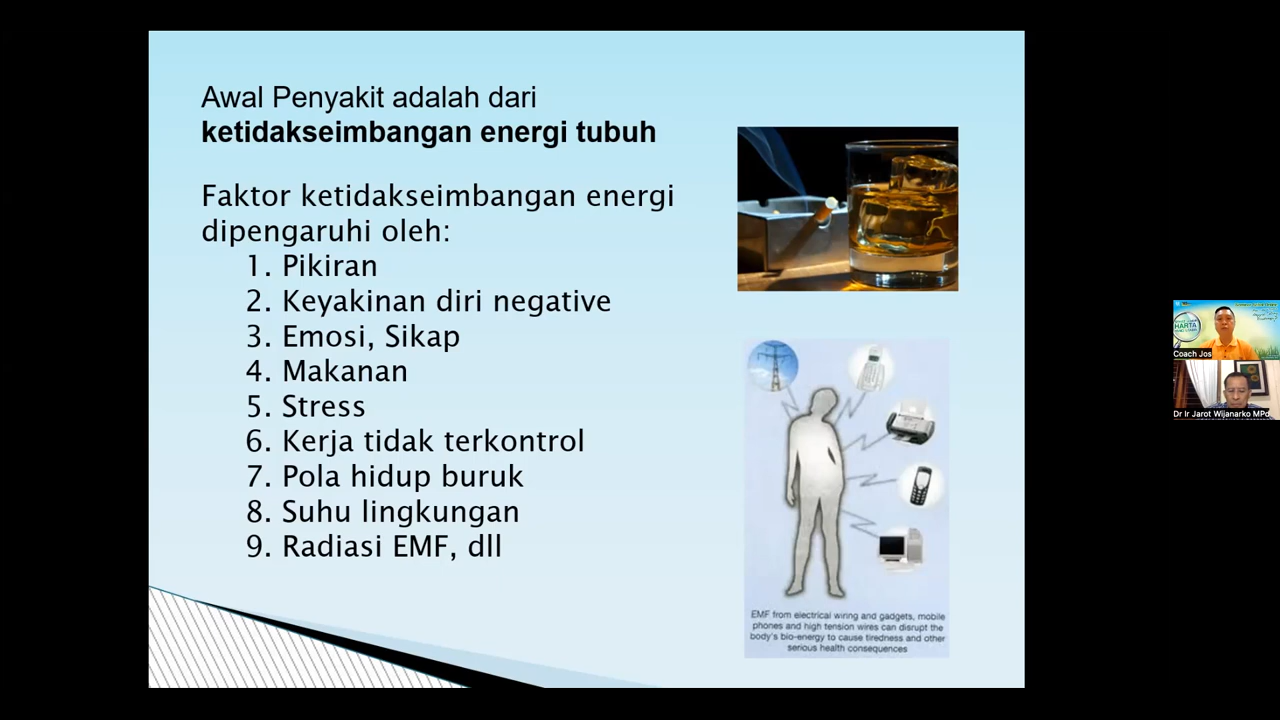 Awal Penyakit adalah dari
ketidakseimbangan energi tubuh
Faktor ketidakseimbangan energi
dipengaruhi oleh:
1. Pikiran
2. Keyakinan diri negative
3. Emosi, Sikap
4. Makanan
5. Stress
6. Kerja tidak terkontrol
7. Pola hidup buruk
8. Suhu lingkungan
9. Radiasi EMF, dll
EMF from electrical wiring and gadgets, mobile
phones and high tension wires can disrupt the
body's bio-energy to cause tiredness and other
serious health consequences
HARTA
Coach Jos
Dr Ir Jarot Wijanarko MPd